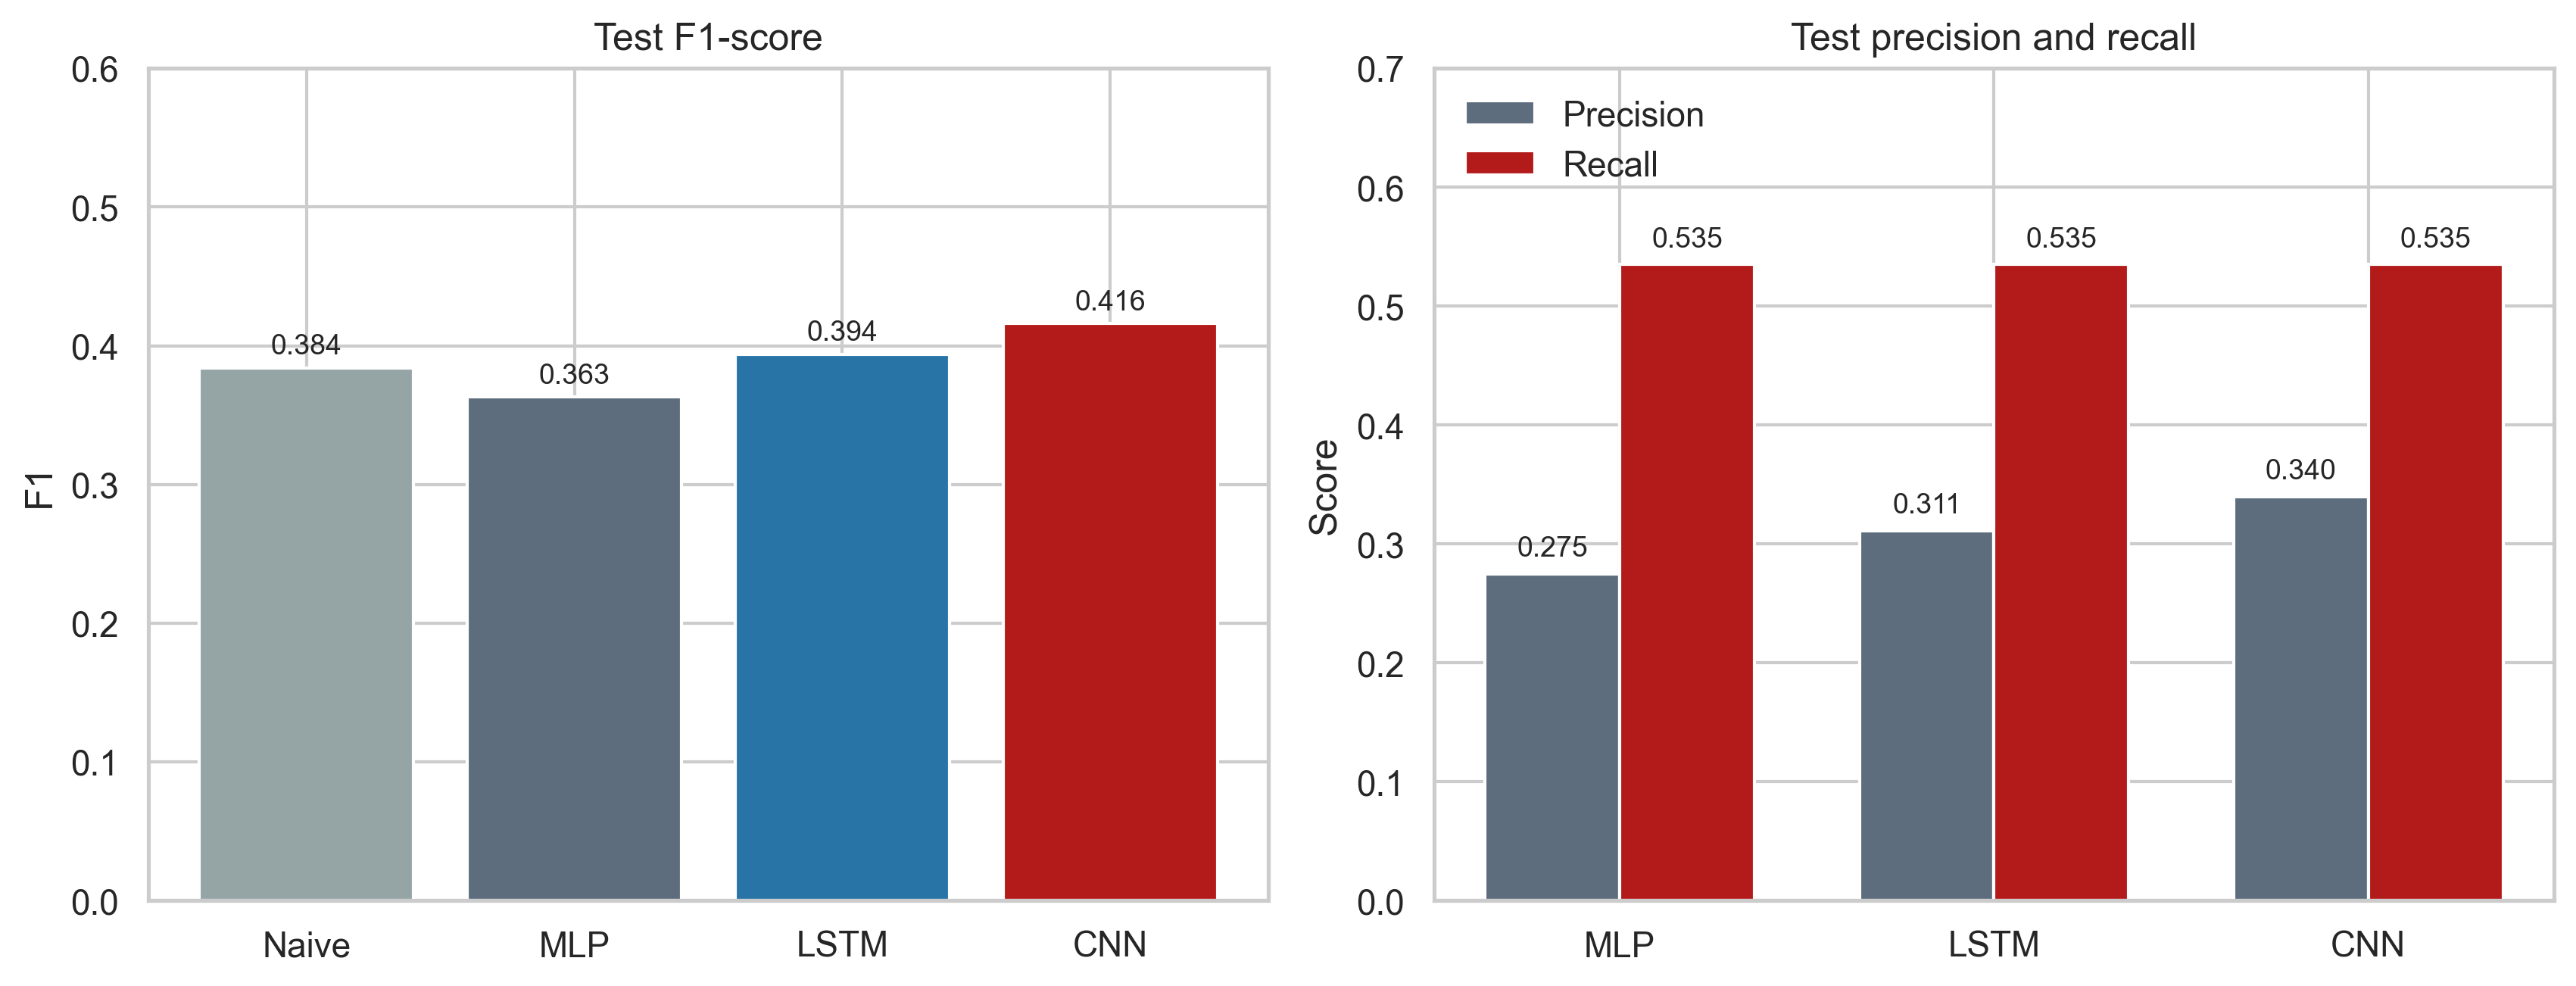 Test F1-score
F1
0.6
0.5
0.4
0.3
0.2
0.1
0.0
0.384
0.363
0.394
0.416
Naive
MLP
LSTM
CNN
Test precision and recall
Score
0.7
0.6
0.5
0.4
0.3
0.2
0.1
0.0
Precision
Recall
0.275
0.535
0.311
0.535
0.340
0.535
MLP
LSTM
CNN